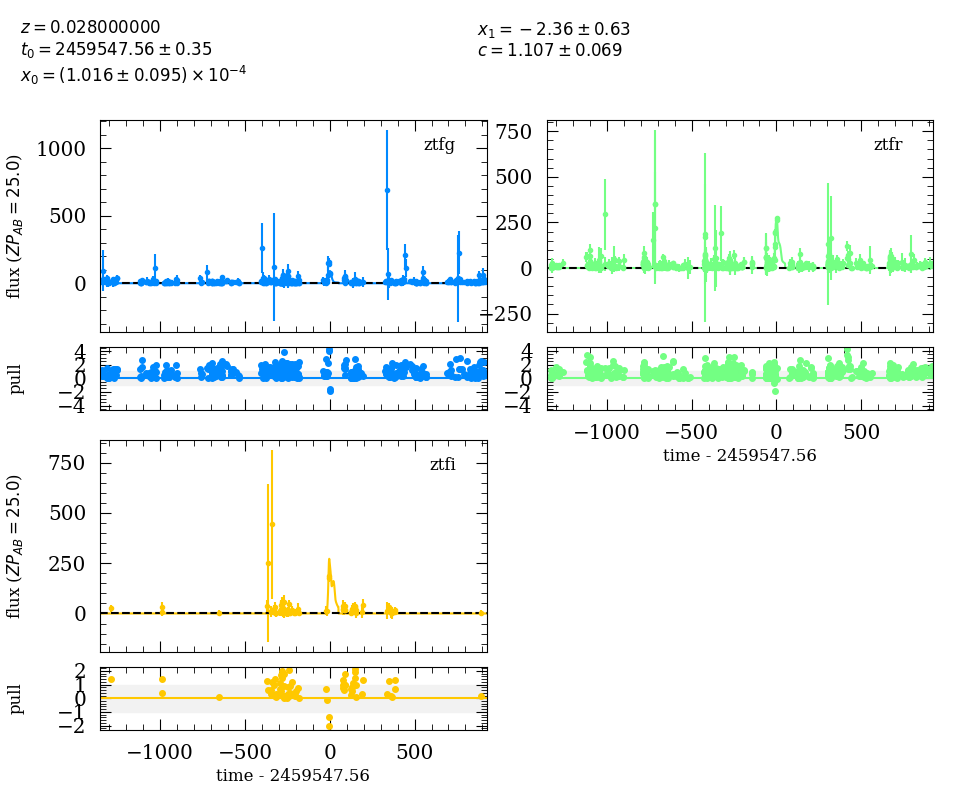 z = 0.028000000
t₀ = 2459547.56 ± 0.35
x₀ = (1.016 ± 0.095) × 10⁻⁴
x₁ = −2.36 ± 0.63
c = 1.107 ± 0.069
ztfg
1000
500
0
flux (ZP_AB = 25.0)
ztfr
750
500
250
0
−250
4
2
0
−2
−4
pull
4
2
0
−2
−4
−1000 −500 0 500
time - 2459547.56
ztfi
750
500
250
0
flux (ZP_AB = 25.0)
2
1
0
−1
−2
pull
−1000 −500 0 500
time - 2459547.56